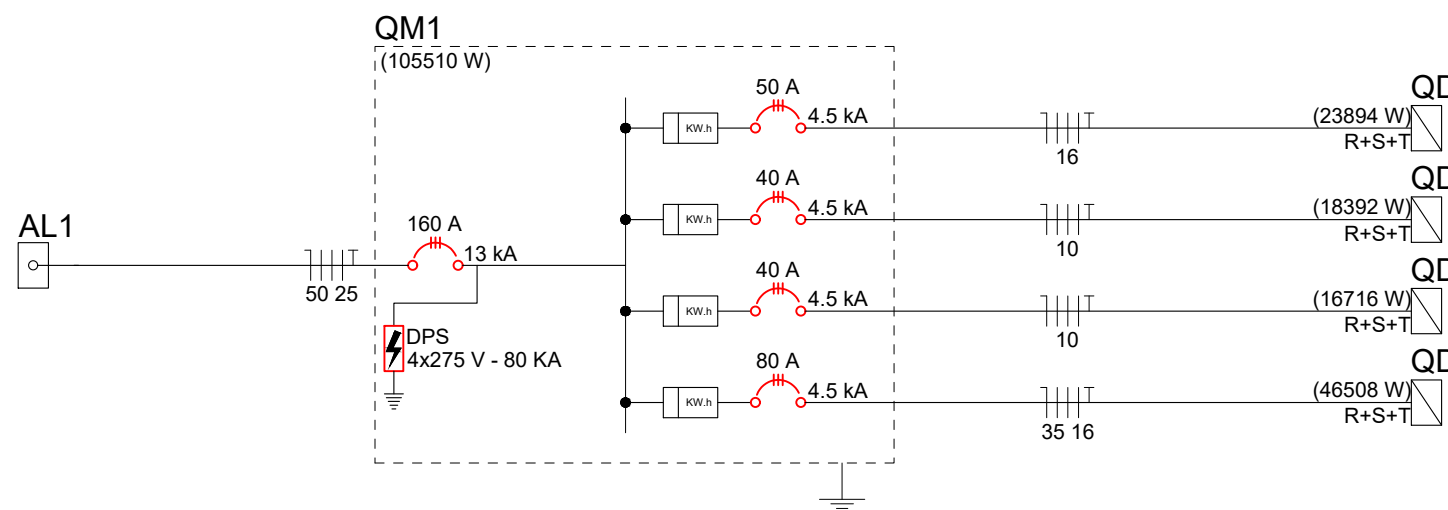 QM1
(105510 W)
50 A
4.5 kA
KW.h
16
(23894 W)
R+S+T
QD
40 A
4.5 kA
KW.h
10
(18392 W)
R+S+T
QD
AL1
50 25
160 A
13 kA
DPS
4x275 V - 80 KA
40 A
4.5 kA
KW.h
10
(16716 W)
R+S+T
QD
80 A
4.5 kA
KW.h
35 16
(46508 W)
R+S+T
QD